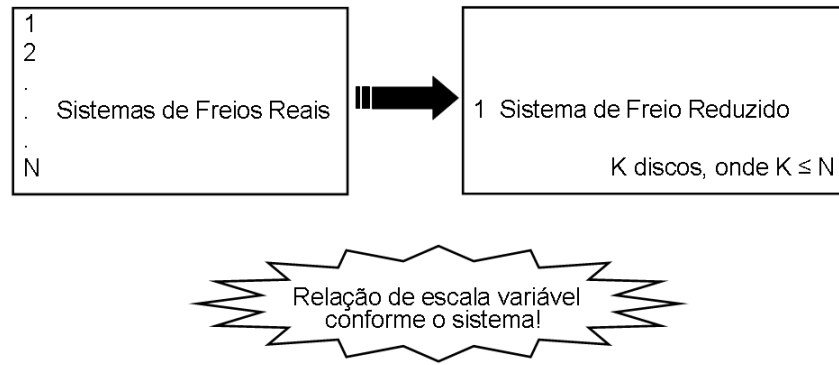 1
2
.
.
.
N
Sistemas de Freios Reais
1 Sistema de Freio Reduzido
K discos, onde K ≤ N
Relação de escala variável
conforme o sistema!